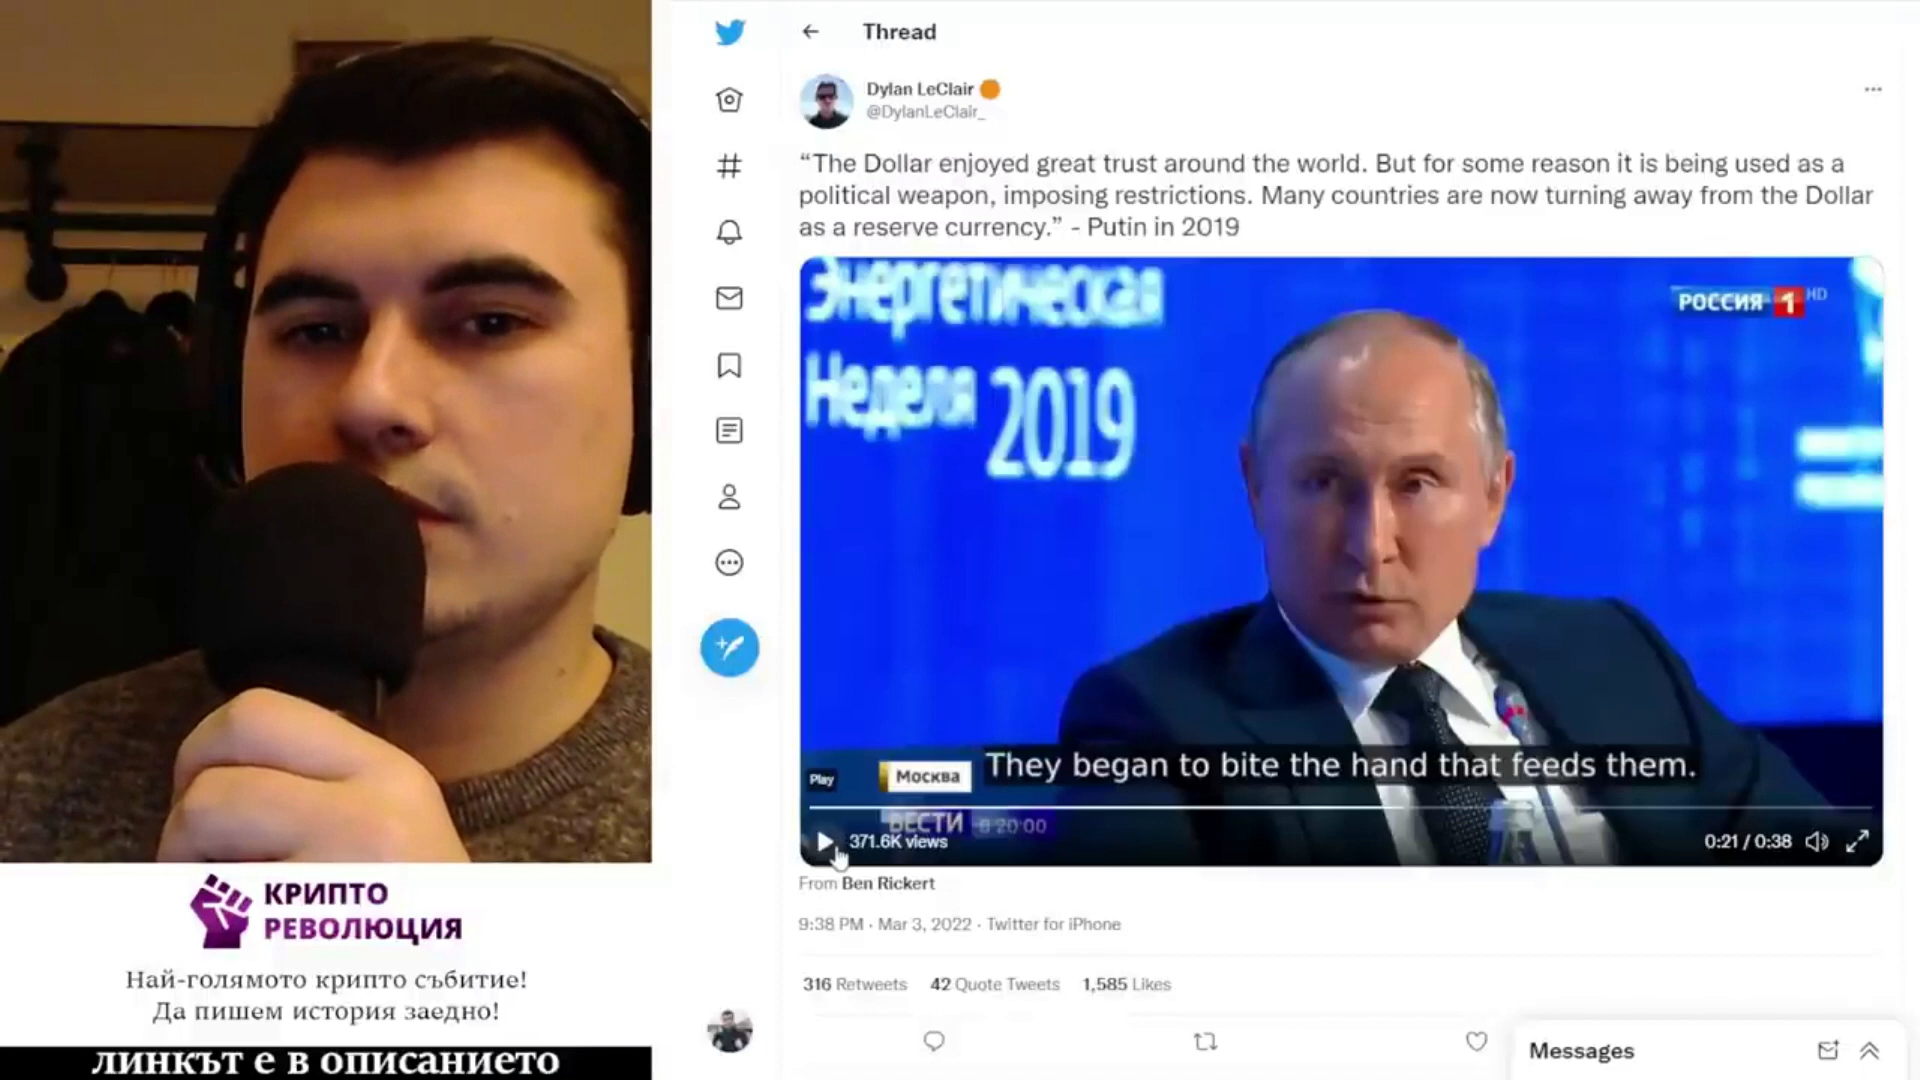 КРИПТО
РЕВОЛЮЦИЯ
Най-голямото крипто събитие!
Да пишем история заедно!
ЛИНКЪТ Е В ОПИСАНИЕТО
Thread
Dylan LeClair
@DylanLeClair_
“The Dollar enjoyed great trust around the world. But for some reason it is being used as a
political weapon, imposing restrictions. Many countries are now turning away from the Dollar
as a reserve currency.” - Putin in 2019
Энергетическая
Неделя 2019
РОССИЯ 1 HD
They began to bite the hand that feeds them.
Play
Москва
ВЕСТИ 8 20:00
371.6K views
0:21 / 0:38
From Ben Rickert
9:38 PM · Mar 3, 2022 · Twitter for iPhone
316 Retweets 42 Quote Tweets 1,585 Likes
Messages